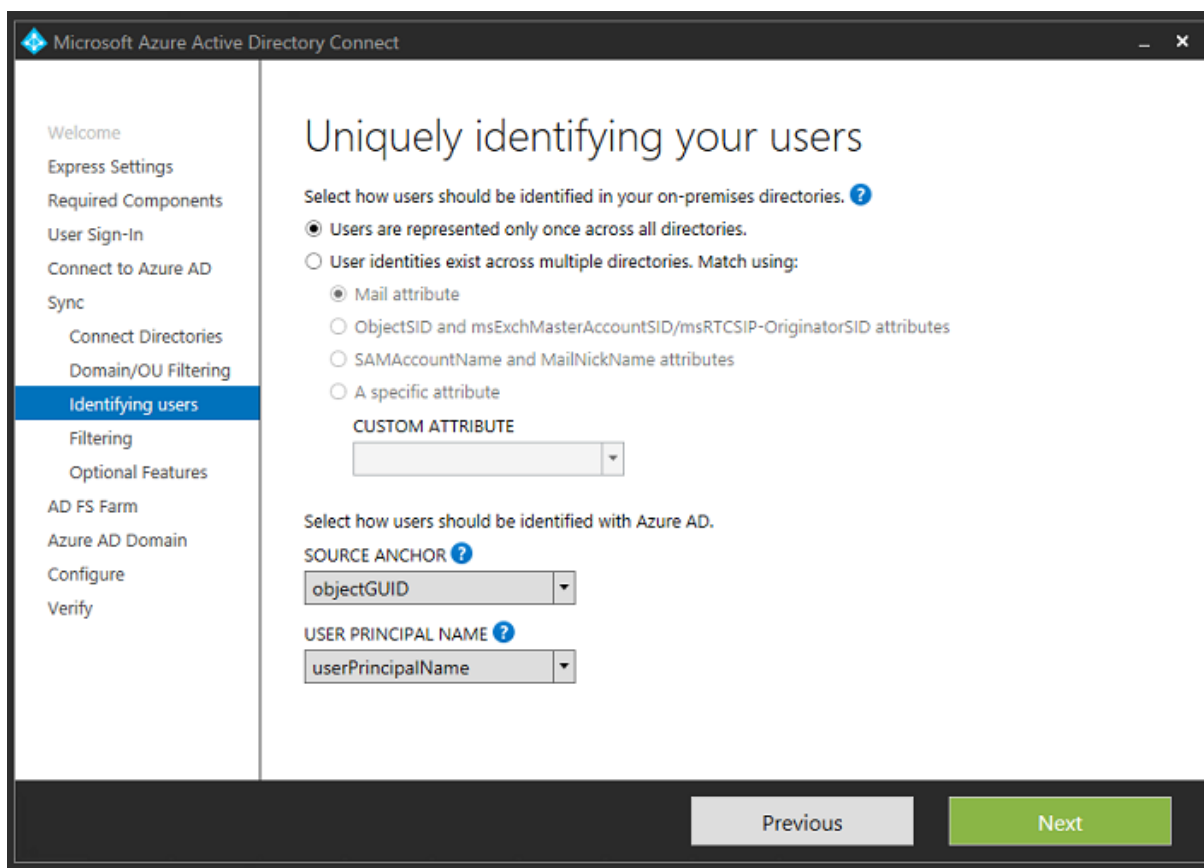 Microsoft Azure Active Directory Connect
Welcome
Express Settings
Required Components
User Sign-In
Connect to Azure AD
Sync
Connect Directories
Domain/OU Filtering
Identifying users
Filtering
Optional Features
AD FS Farm
Azure AD Domain
Configure
Verify
Uniquely identifying your users
Select how users should be identified in your on-premises directories. ?
Users are represented only once across all directories.
User identities exist across multiple directories. Match using:
Mail attribute
ObjectSID and msExchMasterAccountSID/msRTCSIP-OriginatorSID attributes
SAMAccountName and MailNickName attributes
A specific attribute
CUSTOM ATTRIBUTE
Select how users should be identified with Azure AD.
SOURCE ANCHOR ?
objectGUID
USER PRINCIPAL NAME ?
userPrincipalName
Previous
Next